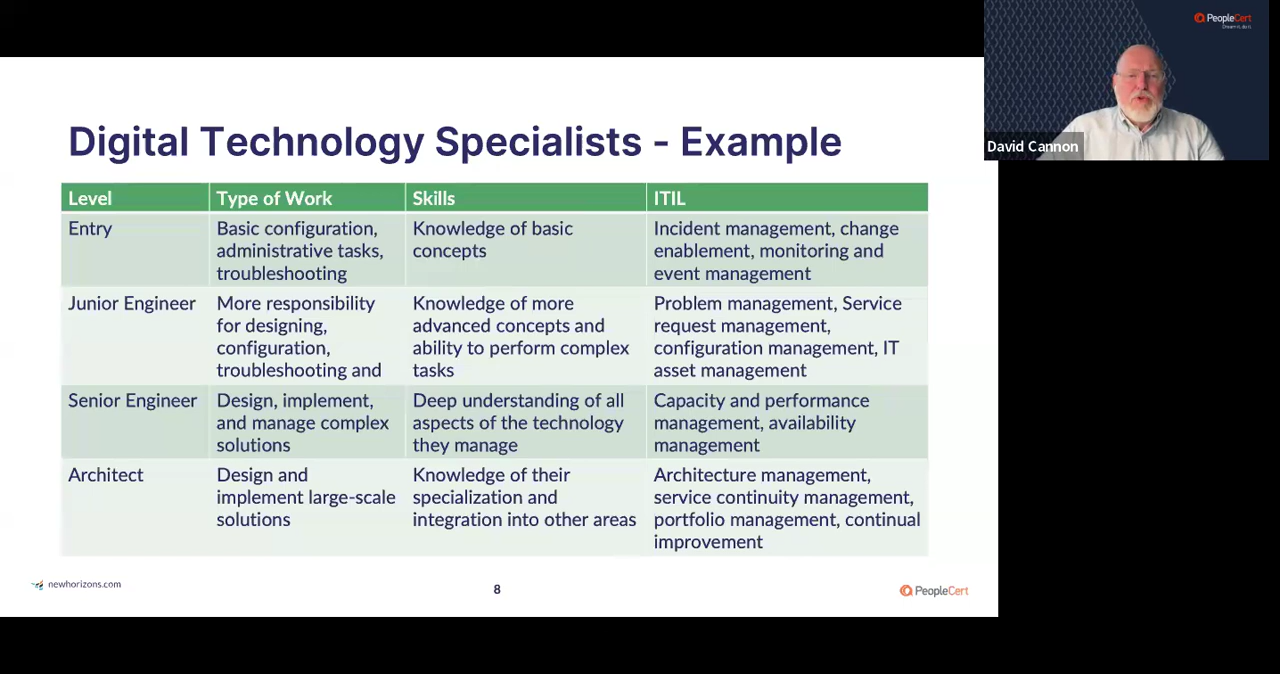 PeopleCert
David Cannon
Digital Technology Specialists - Example
Level Type of Work Skills ITIL
Entry
Basic configuration,
administrative tasks,
troubleshooting
Knowledge of basic
concepts
Incident management, change
enablement, monitoring and
event management
Junior Engineer
More responsibility
for designing,
configuration,
troubleshooting and
Knowledge of more
advanced concepts and
ability to perform complex
tasks
Problem management, Service
request management,
configuration management, IT
asset management
Senior Engineer
Design, implement,
and manage complex
solutions
Deep understanding of all
aspects of the technology
they manage
Capacity and performance
management, availability
management
Architect
Design and
implement large-scale
solutions
Knowledge of their
specialization and
integration into other areas
Architecture management,
service continuity management,
portfolio management, continual
improvement
newhorizons.com
8
PeopleCert